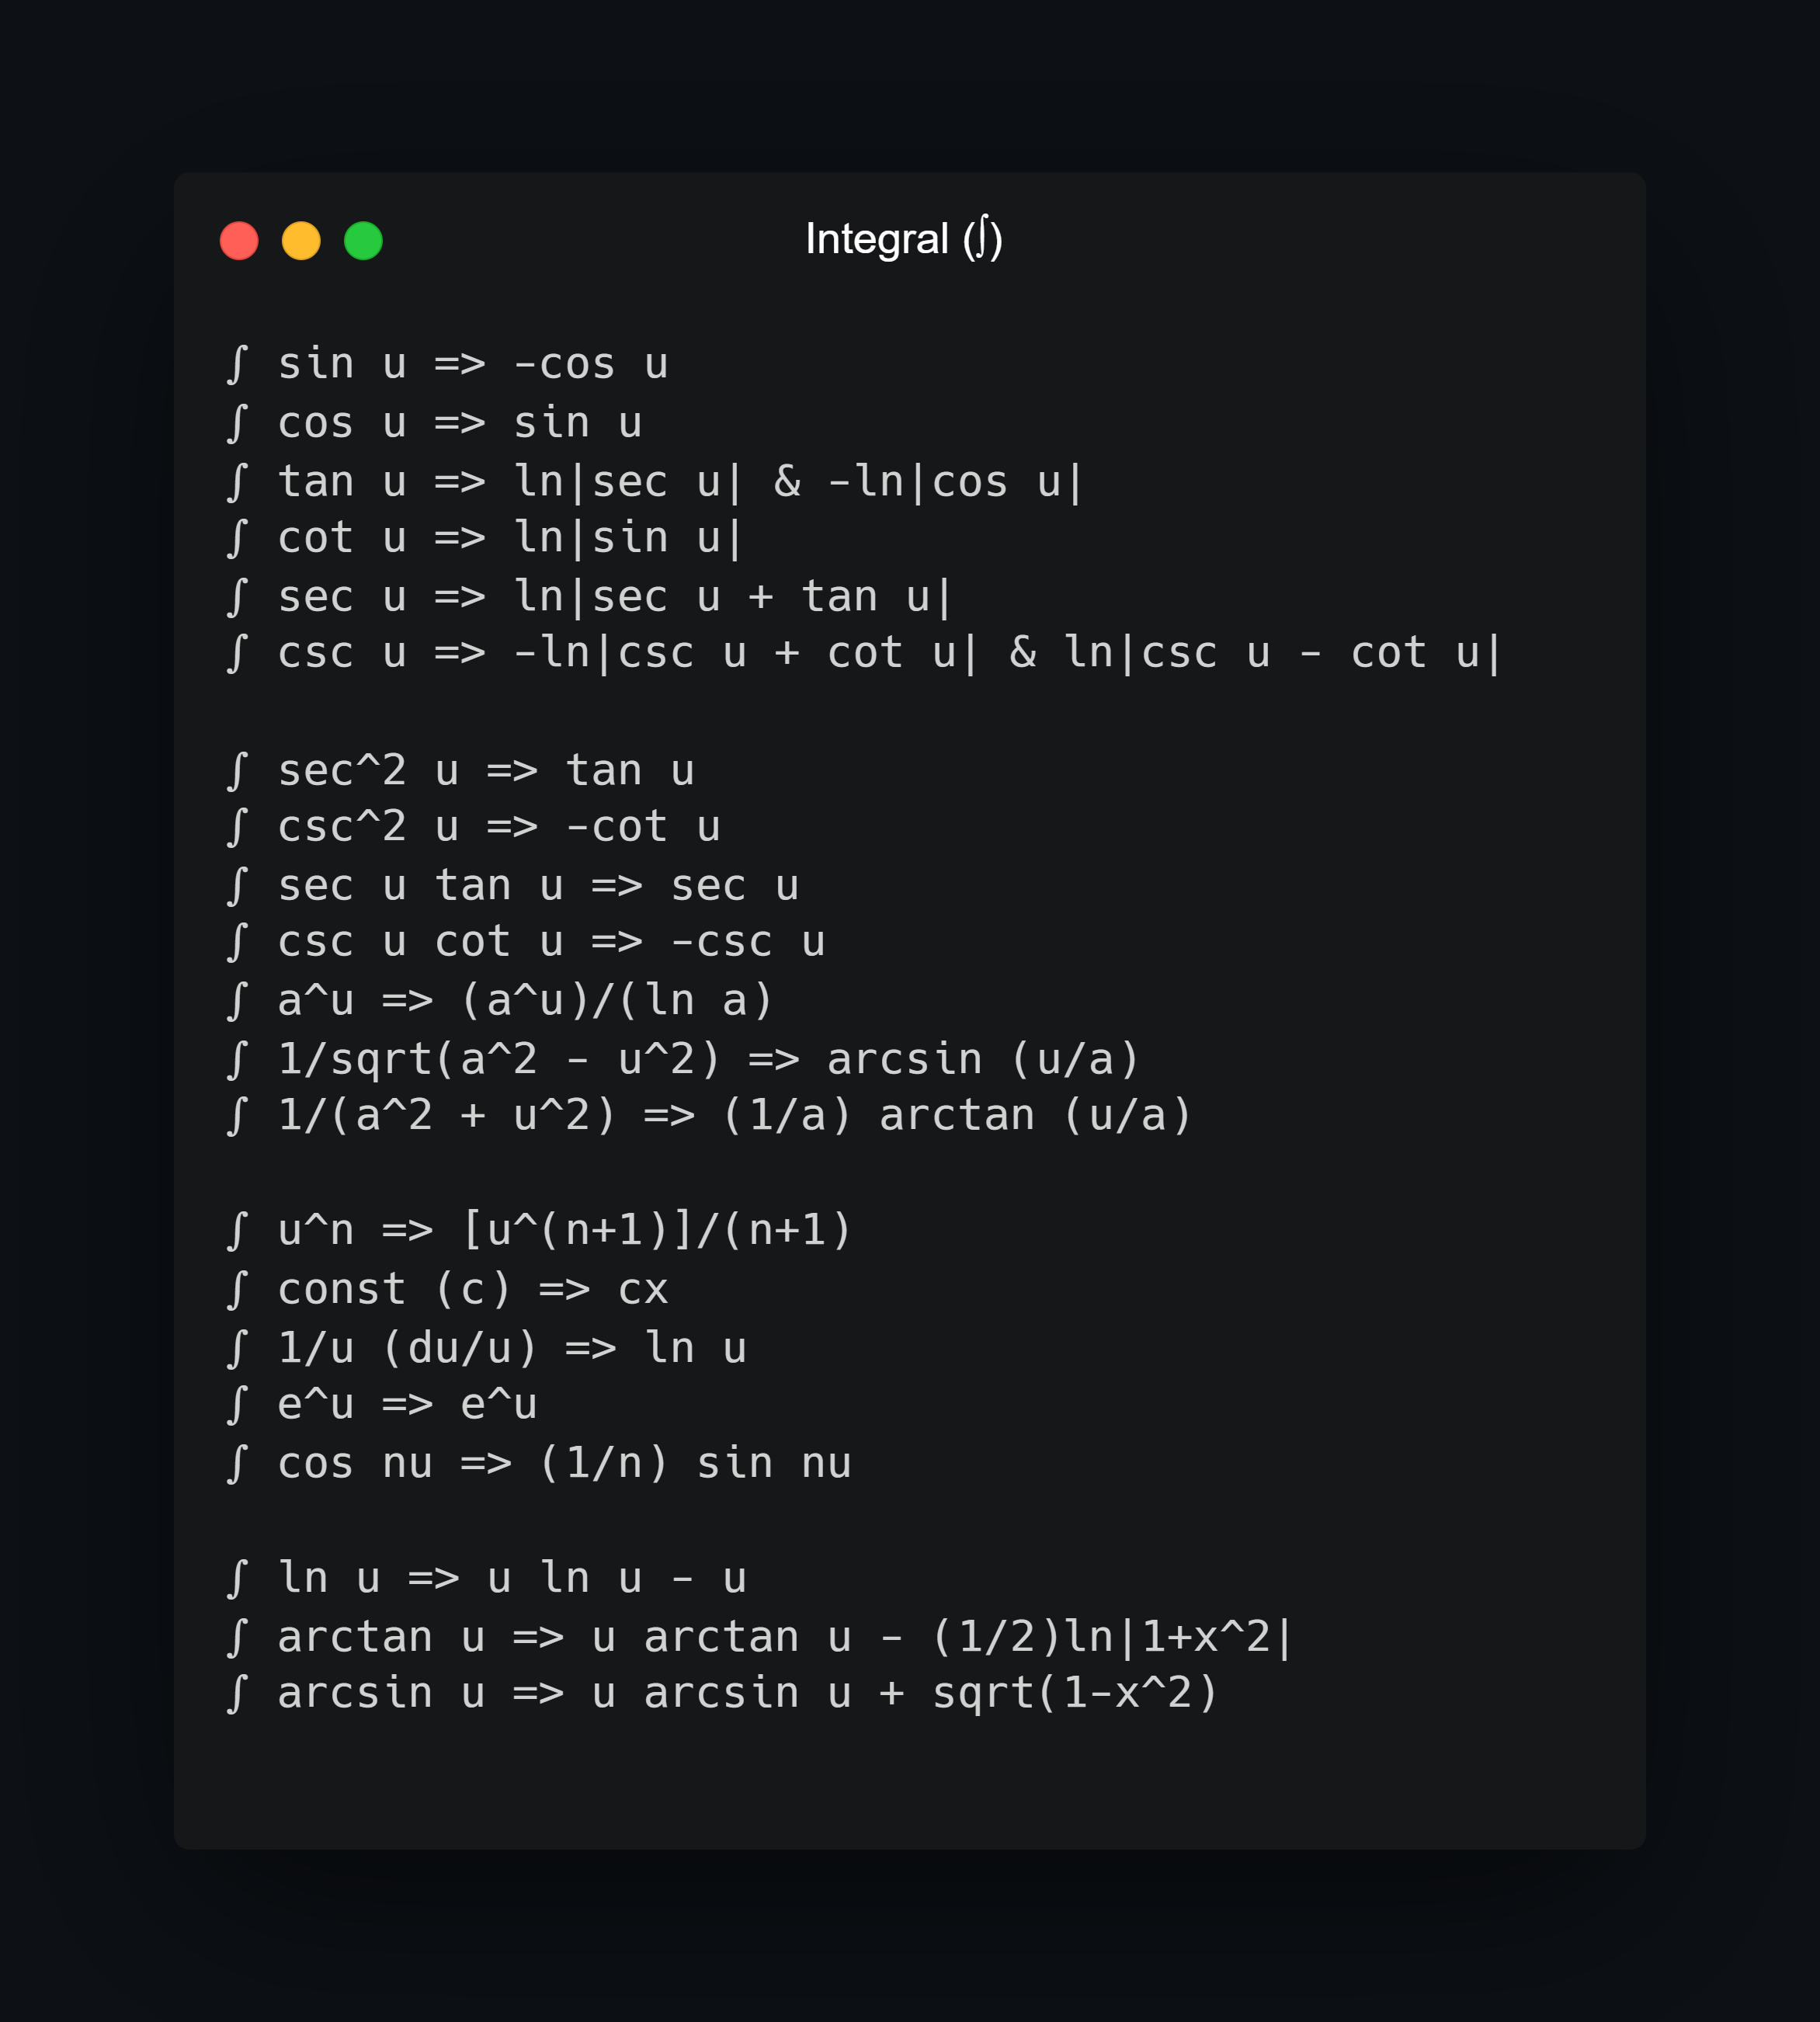 Integral (∫)
∫ sin u => -cos u
∫ cos u => sin u
∫ tan u => ln|sec u| & -ln|cos u|
∫ cot u => ln|sin u|
∫ sec u => ln|sec u + tan u|
∫ csc u => -ln|csc u + cot u| & ln|csc u - cot u|
∫ sec^2 u => tan u
∫ csc^2 u => -cot u
∫ sec u tan u => sec u
∫ csc u cot u => -csc u
∫ a^u => (a^u)/(ln a)
∫ 1/sqrt(a^2 - u^2) => arcsin (u/a)
∫ 1/(a^2 + u^2) => (1/a) arctan (u/a)
∫ u^n => [u^(n+1)]/(n+1)
∫ const (c) => cx
∫ 1/u (du/u) => ln u
∫ e^u => e^u
∫ cos nu => (1/n) sin nu
∫ ln u => u ln u - u
∫ arctan u => u arctan u - (1/2)ln|1+x^2|
∫ arcsin u => u arcsin u + sqrt(1-x^2)